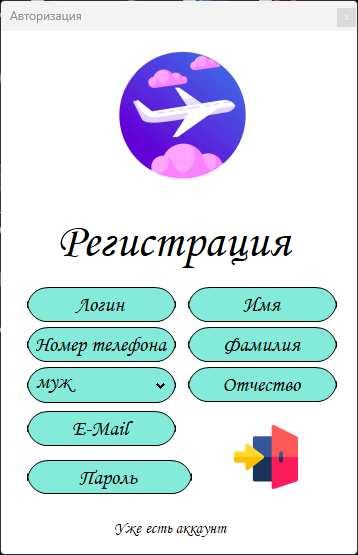 Авторизация
x
Регистрация
Логин
Имя
Номер телефона
Фамилия
муж
Отчество
E-Mail
Пароль
Уже есть аккаунт